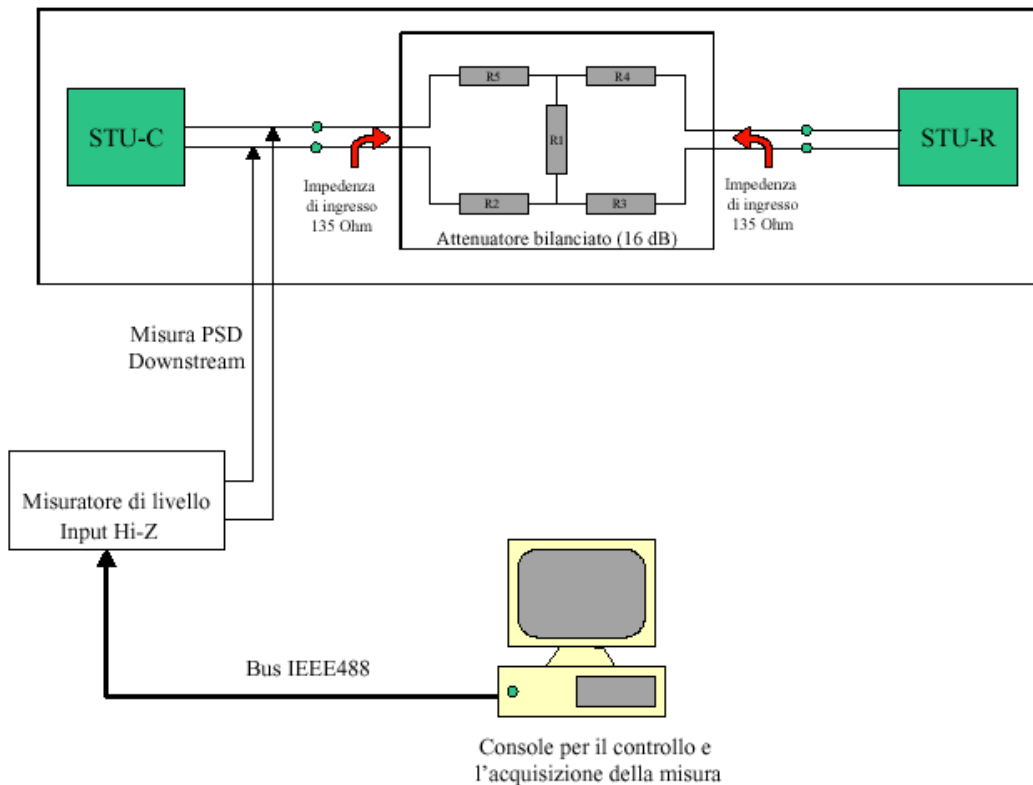 R5
R4
STU-C
R1
STU-R
Impedenza
di ingresso
135 Ohm
R2
R3
Impedenza
di ingresso
135 Ohm
Attenuatore bilanciato (16 dB)
Misura PSD
Downstream
Misuratore di livello
Input Hi-Z
Bus IEEE488
Console per il controllo e
l'acquisizione della misura